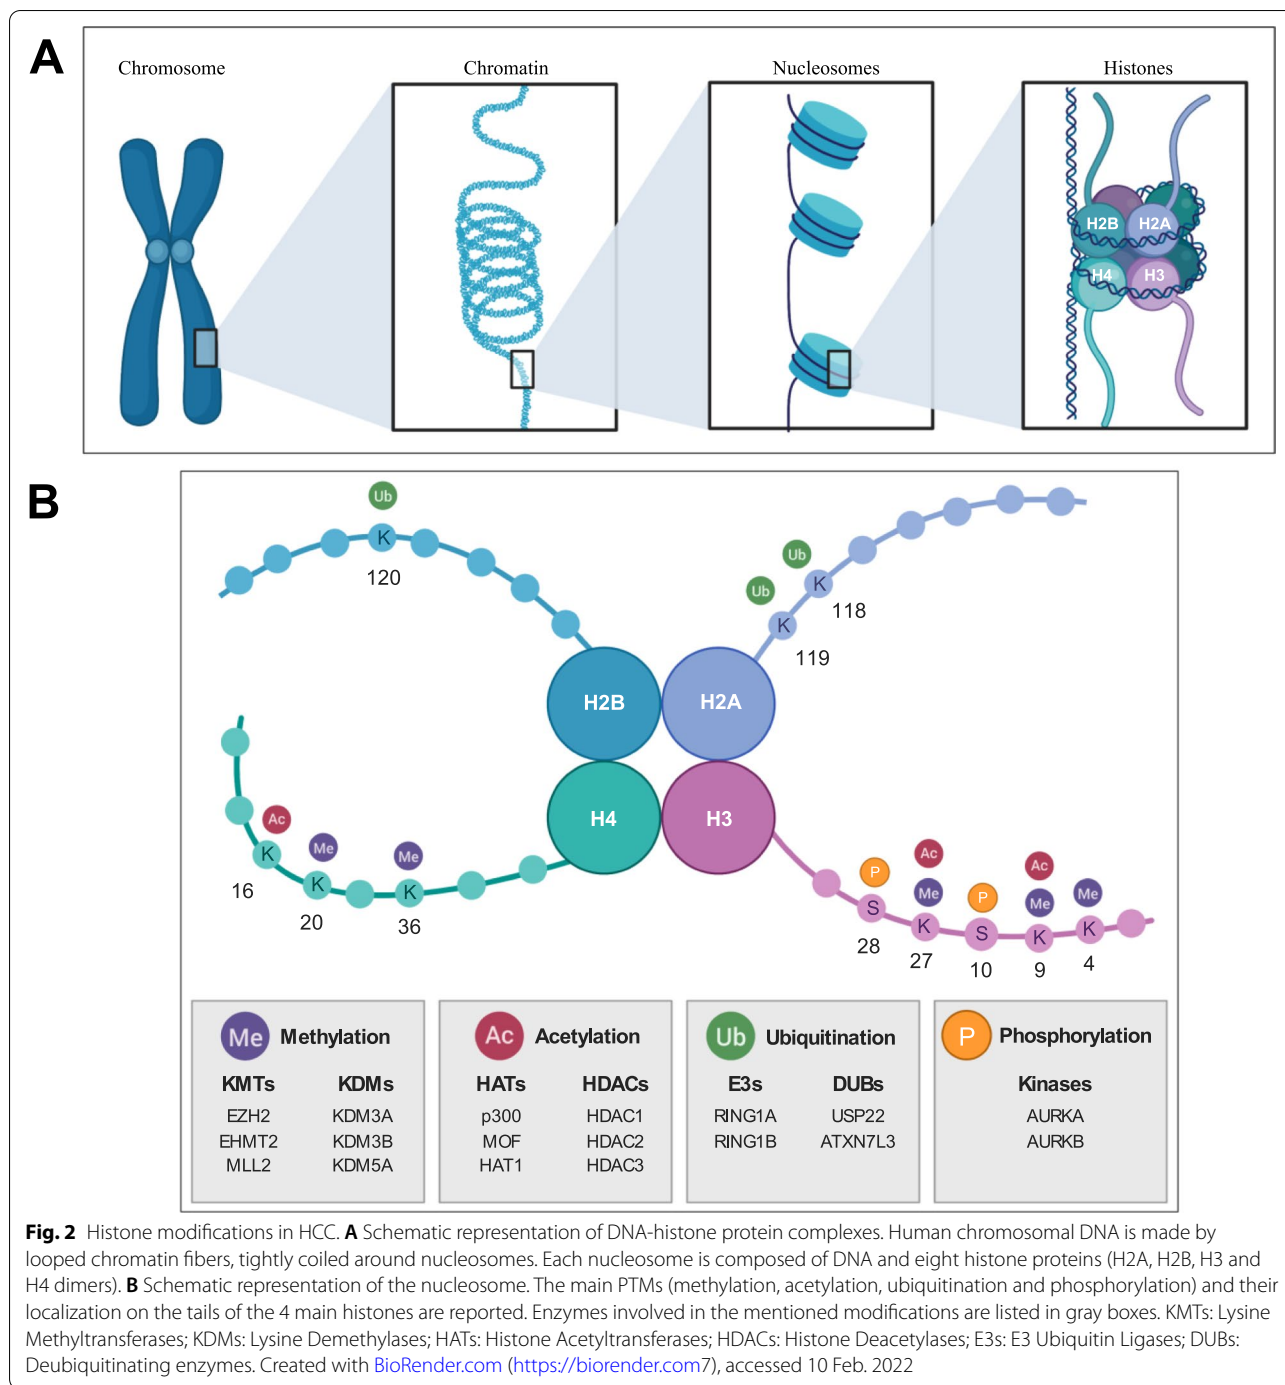 A
Chromosome
Chromatin
Nucleosomes
Histones
H2B
H2A
H4
H3
B
Ub
K
120
Ub
Ub
K
118
K
119
H2B
H2A
H4
H3
Ac
K
16
Me
K
20
Me
K
36
P
S
28
Ac
Me
K
27
P
S
10
Ac
Me
K
9
Me
K
4
Me Methylation
KMTs KDMs
EZH2 KDM3A
EHMT2 KDM3B
MLL2 KDM5A
Ac Acetylation
HATs HDACs
p300 HDAC1
MOF HDAC2
HAT1 HDAC3
Ub Ubiquitination
E3s DUBs
RING1A USP22
RING1B ATXN7L3
P Phosphorylation
Kinases
AURKA
AURKB
Fig. 2 Histone modifications in HCC. A Schematic representation of DNA-histone protein complexes. Human chromosomal DNA is made by
looped chromatin fibers, tightly coiled around nucleosomes. Each nucleosome is composed of DNA and eight histone proteins (H2A, H2B, H3 and
H4 dimers). B Schematic representation of the nucleosome. The main PTMs (methylation, acetylation, ubiquitination and phosphorylation) and their
localization on the tails of the 4 main histones are reported. Enzymes involved in the mentioned modifications are listed in gray boxes. KMTs: Lysine
Methyltransferases; KDMs: Lysine Demethylases; HATs: Histone Acetyltransferases; HDACs: Histone Deacetylases; E3s: E3 Ubiquitin Ligases; DUBs:
Deubiquitinating enzymes. Created with BioRender.com (https://biorender.com7), accessed 10 Feb. 2022